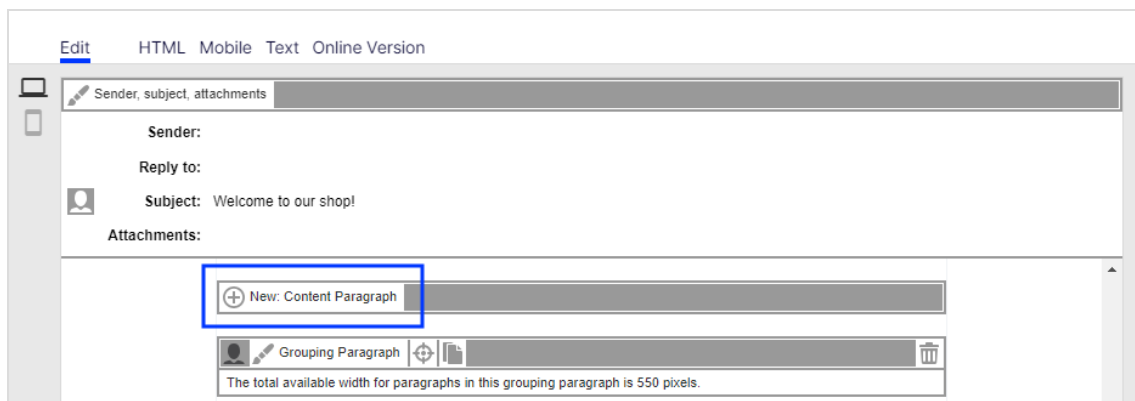 Edit HTML Mobile Text Online Version
Sender, subject, attachments
Sender:
Reply to:
Subject: Welcome to our shop!
Attachments:
New: Content Paragraph
Grouping Paragraph
The total available width for paragraphs in this grouping paragraph is 550 pixels.